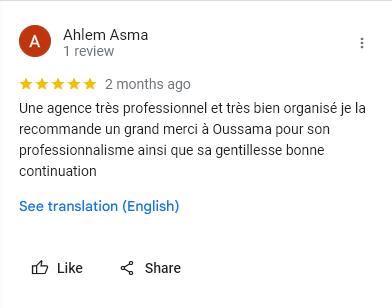 A
Ahlem Asma
1 review
2 months ago
Une agence très professionnel et très bien organisé je la
recommande un grand merci à Oussama pour son
professionnalisme ainsi que sa gentillesse bonne
continuation
See translation (English)
Like Share